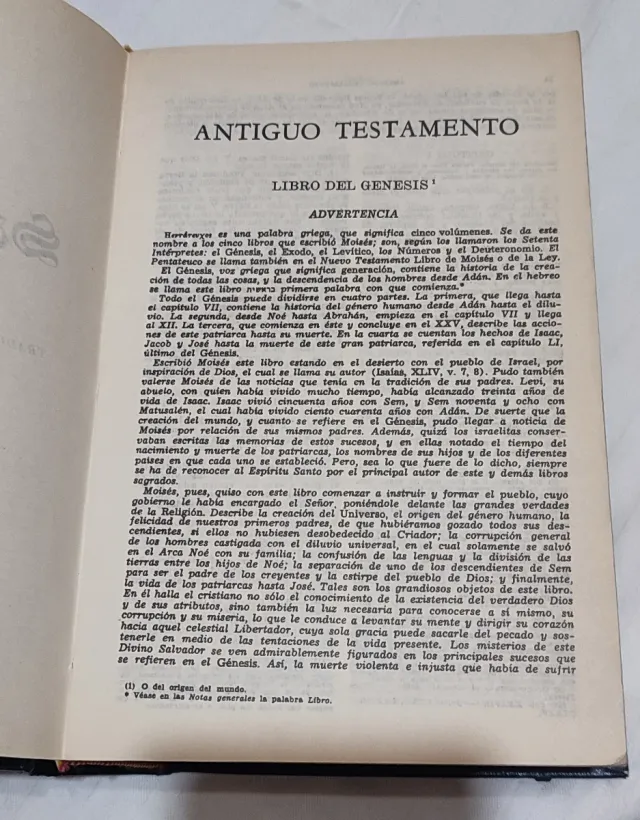 ANTIGUO TESTAMENTO
LIBRO DEL GENESIS ¹
ADVERTENCIA
es una palabra griega, que significa cinco volúmenes. Se da este
nombre a los cinco libros que escribió Moisés; son, según los llamaron los Setenta
Intérpretes: el Génesis, el Exodo, el Levítico, los Números y el Deuteronomio. El
Pentateuco se llama también en el Nuevo Testamento Libro de Moisés o de la Ley.
El Génesis, voz griega que significa generación, contiene la historia de la crea-
ción de todas las cosas, y la descendencia de los hombres desde Adán. En el hebreo
se llama este libro primera palabra con que comienza.*
Todo el Génesis puede dividirse en cuatro partes. La primera, que llega hasta
el capítulo VII, contiene la historia del género humano desde Adán hasta el dilu-
vio. La segunda, desde Noé hasta Abrahán, empieza en el capítulo VII y llega
al XII. La tercera, que comienza en éste y concluye en el XXV, describe las accio-
nes de este patriarca hasta su muerte. En la cuarta se cuentan los hechos de Isaac,
Jacob y José hasta la muerte de este gran patriarca, referida en el capítulo LI,
último del Génesis.
Escribió Moisés este libro estando en el desierto con el pueblo de Israel, por
inspiración de Dios, el cual se llama su autor (Isaías, XLIV, v. 7, 8). Pudo también
valerse Moisés de las noticias que tenía en la tradición de sus padres. Leví, su
abuelo, con quien había vivido mucho tiempo, había alcanzado treinta años de
vida de Isaac. Isaac vivió cincuenta años con Sem, y Sem noventa y ocho con
Matusalén, el cual había vivido ciento cuarenta años con Adán. De suerte que la
creación del mundo, y cuanto se refiere en el Génesis, pudo llegar a noticia de
Moisés por relación de sus mismos padres. Además, quizá los israelitas conser-
vaban escritas las memorias de estos sucesos, y en ellas notado el tiempo del
nacimiento y muerte de los patriarcas, los nombres de sus hijos y de los diferentes
países en que cada uno se estableció. Pero, sea lo que fuere de lo dicho, siempre
se ha de reconocer al Espíritu Santo por el principal autor de este y demás libros
sagrados.
Moisés, pues, quiso con este libro comenzar a instruir y formar el pueblo, cuyo
gobierno le había encargado el Señor, poniéndole delante las grandes verdades
de la Religión. Describe la creación del Universo, el origen del género humano, la
felicidad de nuestros primeros padres, de que hubiéramos gozado todos sus des-
cendientes, si ellos no hubiesen desobedecido al Criador; la corrupción general
de los hombres castigada con el diluvio universal, en el cual solamente se salvó
en el Arca Noé con su familia; la confusión de las lenguas y la división de las
tierras entre los hijos de Noé; la separación de uno de los descendientes de Sem
para ser el padre de los creyentes y la estirpe del pueblo de Dios; y finalmente,
la vida de los patriarcas hasta José. Tales son los grandiosos objetos de este libro.
En él halla el cristiano no sólo el conocimiento de la existencia del verdadero Dios
y de sus atributos, sino también la luz necesaria para conocerse a sí mismo, su
corrupción y su miseria, lo que le conduce a levantar su mente y dirigir su corazón
hacia aquel celestial Libertador, cuya sola gracia puede sacarle del pecado y sos-
tenerle en medio de las tentaciones de la vida presente. Los misterios de este
Divino Salvador se ven admirablemente figurados en los principales sucesos que
se refieren en el Génesis. Así, la muerte violenta e injusta que había de sufrir
(1) O del origen del mundo.
* Véase en las Notas generales la palabra Libro.